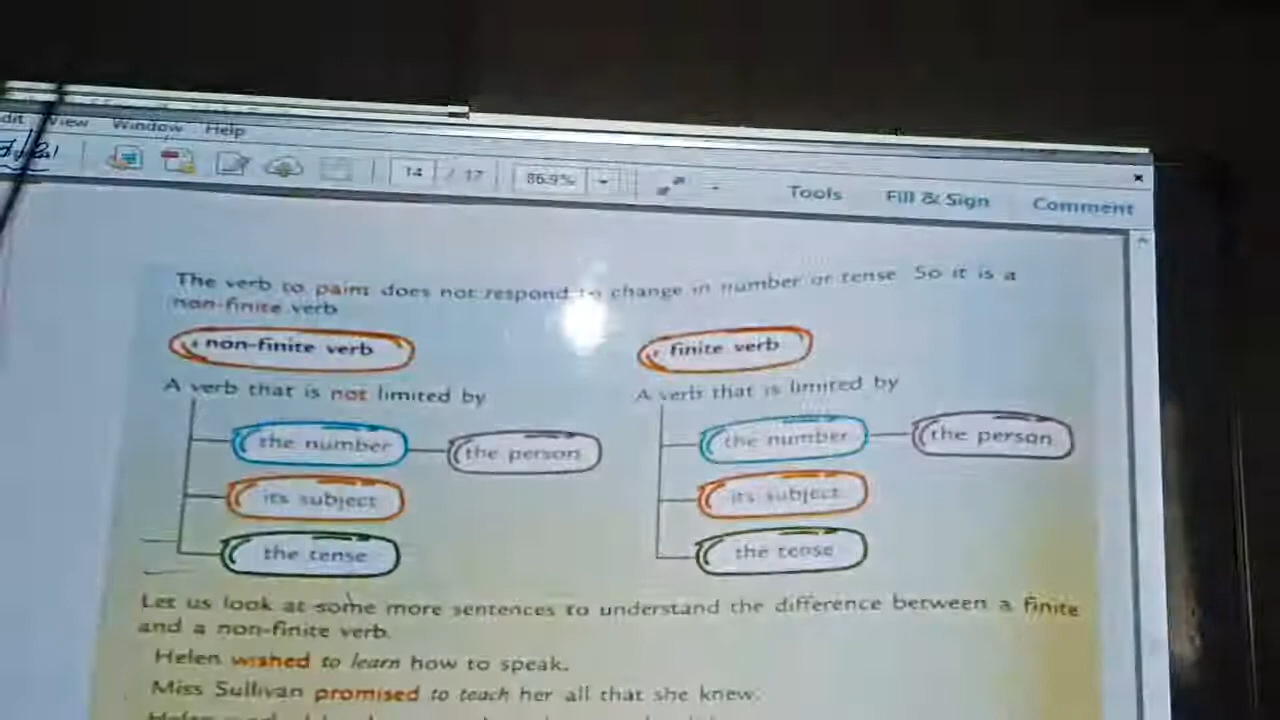 dit View Window Help
14 / 17 86.9% Tools Fill & Sign Comment
The verb to paint does not respond to change in number or tense So it is a
non-finite verb
non-finite verb finite verb
A verb that is not limited by A verb that is limited by
the number the person the number the person
its subject its subject
the tense the tense
Let us look at some more sentences to understand the difference between a finite
and a non-finite verb.
Helen wished to learn how to speak.
Miss Sullivan promised to teach her all that she knew.